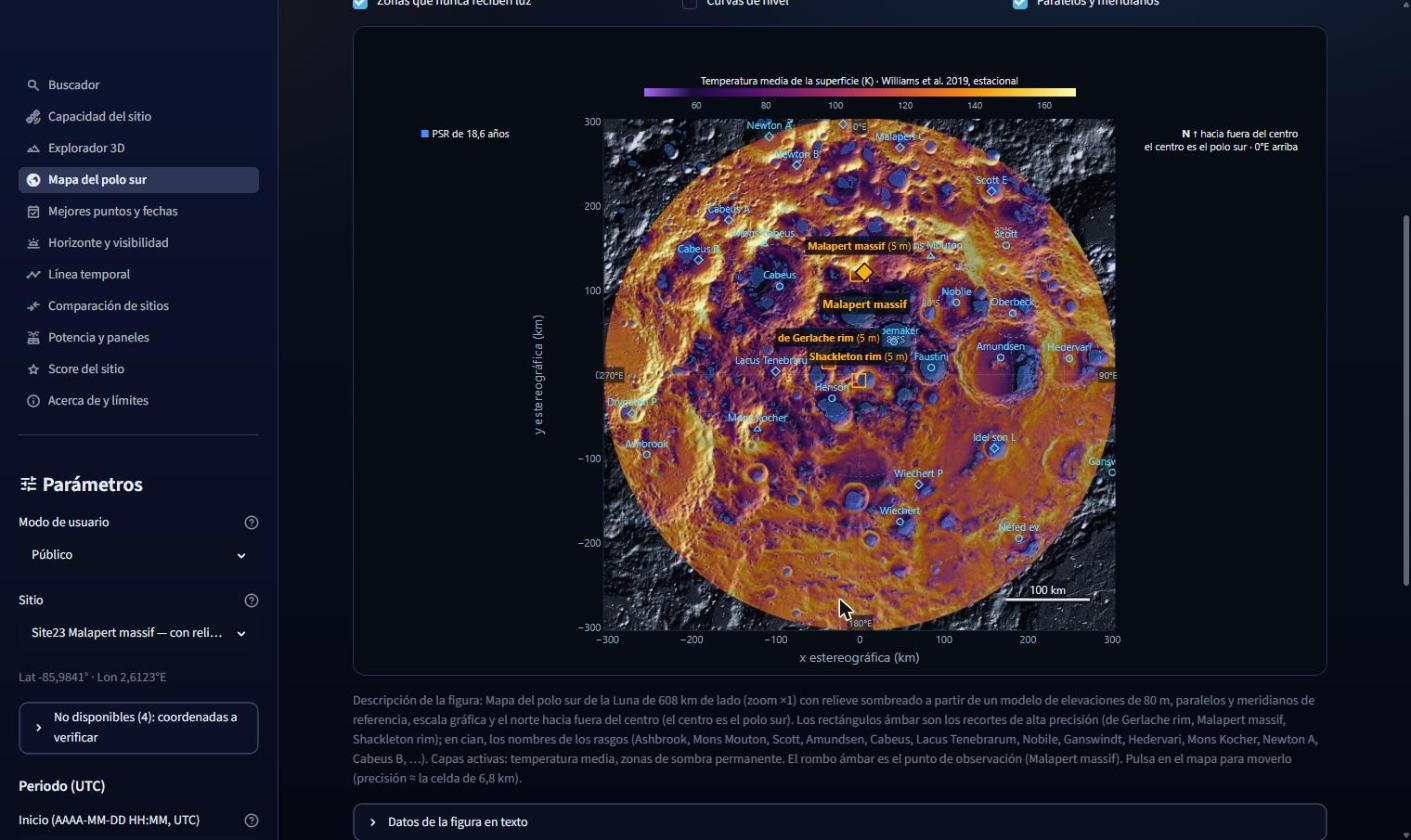 Zonas que nunca reciben luz
Curvas de nivel
Paralelos y meridianos
Buscador
Capacidad del sitio
Explorador 3D
Mapa del polo sur
Mejores puntos y fechas
Horizonte y visibilidad
Línea temporal
Comparación de sitios
Potencia y paneles
Score del sitio
Acerca de y límites
Parámetros
Modo de usuario
Público
Sitio
Site23 Malapert massif — con reli…
Lat -85,9841° · Lon 2,6123°E
No disponibles (4): coordenadas a
verificar
Periodo (UTC)
Inicio (AAAA-MM-DD HH:MM, UTC)
Temperatura media de la superficie (K) · Williams et al. 2019, estacional
60 80 100 120 140 160
PSR de 18,6 años
N ↑ hacia fuera del centro
el centro es el polo sur · 0°E arriba
300
200
100
−100
−200
−300
y estereográfica (km)
Newton A
0°E
Malapert C
Newton B
Scott E
Cabeus A
Scott
Malapert massif (5 m)
Cabeus
Malapert massif
Nobile
Oberbeck
de Gerlache rim (5 m)
Shackleton rim (5 m)
Faustini
Amundsen
Hedervari
Lacus Tenebraru
270°E
90°E
Henson
Mons Kocher
Ashbrook
Idel son L
Wiechert P
Wiechert
Nefed ev
100 km
180°E
−300 −200 −100 0 100 200 300
x estereográfica (km)
Descripción de la figura: Mapa del polo sur de la Luna de 608 km de lado (zoom ×1) con relieve sombreado a partir de un modelo de elevaciones de 80 m, paralelos y meridianos de
referencia, escala gráfica y el norte hacia fuera del centro (el centro es el polo sur). Los rectángulos ámbar son los recortes de alta precisión (de Gerlache rim, Malapert massif,
Shackleton rim); en cian, los nombres de los rasgos (Ashbrook, Mons Mouton, Scott, Amundsen, Cabeus, Lacus Tenebrarum, Nobile, Ganswindt, Hedervari, Mons Kocher, Newton A,
Cabeus B, …). Capas activas: temperatura media, zonas de sombra permanente. El rombo ámbar es el punto de observación (Malapert massif). Pulsa en el mapa para moverlo
(precisión ≈ la celda de 6,8 km).
Datos de la figura en texto